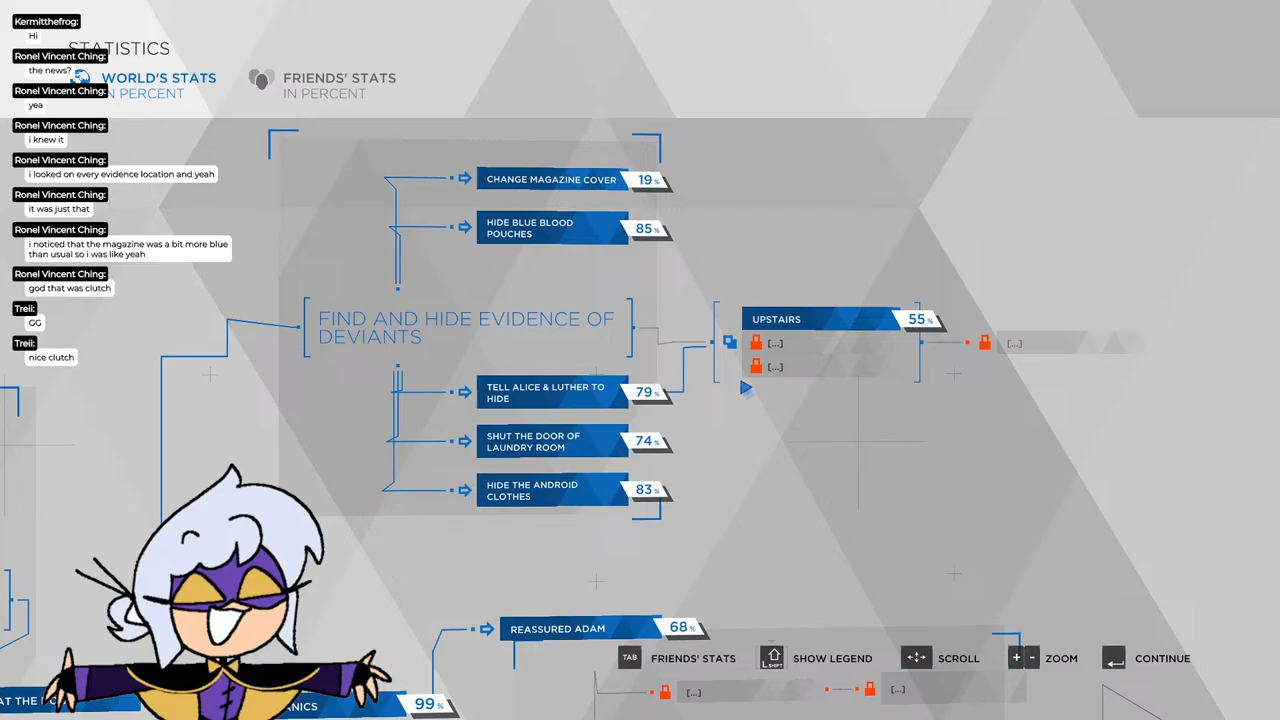 Kermitthefrog:
Hi
STATISTICS
Ronel Vincent Ching:
the news?
WORLD'S STATS
IN PERCENT
FRIENDS' STATS
IN PERCENT
Ronel Vincent Ching:
yea
Ronel Vincent Ching:
i knew it
Ronel Vincent Ching:
i looked on every evidence location and yeah
Ronel Vincent Ching:
it was just that
Ronel Vincent Ching:
i noticed that the magazine was a bit more blue
than usual so i was like yeah
Ronel Vincent Ching:
god that was clutch
Treii:
GG
Treii:
nice clutch
CHANGE MAGAZINE COVER 19%
HIDE BLUE BLOOD
POUCHES
85%
FIND AND HIDE EVIDENCE OF
DEVIANTS
UPSTAIRS 55%
[...]
[...]
[...]
TELL ALICE & LUTHER TO
HIDE
79%
SHUT THE DOOR OF
LAUNDRY ROOM
74%
HIDE THE ANDROID
CLOTHES
83%
REASSURED ADAM 68%
TAB FRIENDS' STATS
L SHIFT SHOW LEGEND
SCROLL
+ - ZOOM
CONTINUE
[...]
[...]
AT THE
ANICS 99%